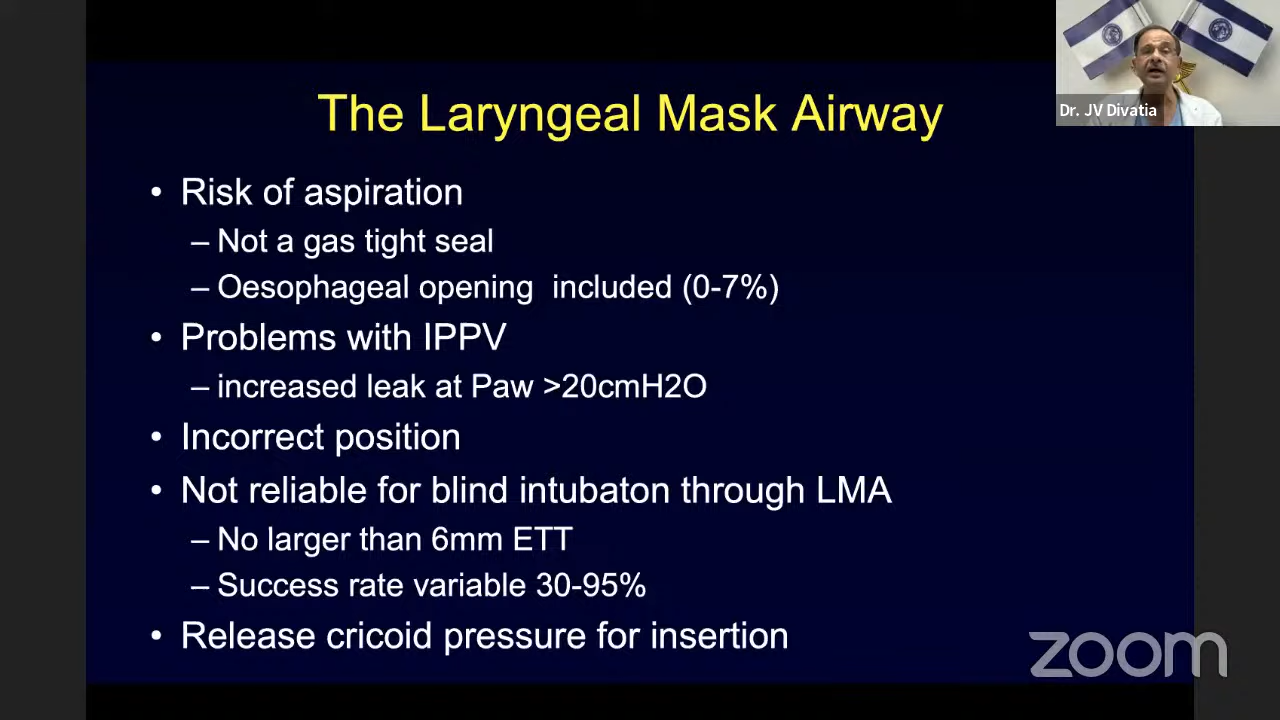 Dr. JV Divatia
The Laryngeal Mask Airway
• Risk of aspiration
– Not a gas tight seal
– Oesophageal opening included (0-7%)
• Problems with IPPV
– increased leak at Paw >20cmH2O
• Incorrect position
• Not reliable for blind intubaton through LMA
– No larger than 6mm ETT
– Success rate variable 30-95%
• Release cricoid pressure for insertion
zoom